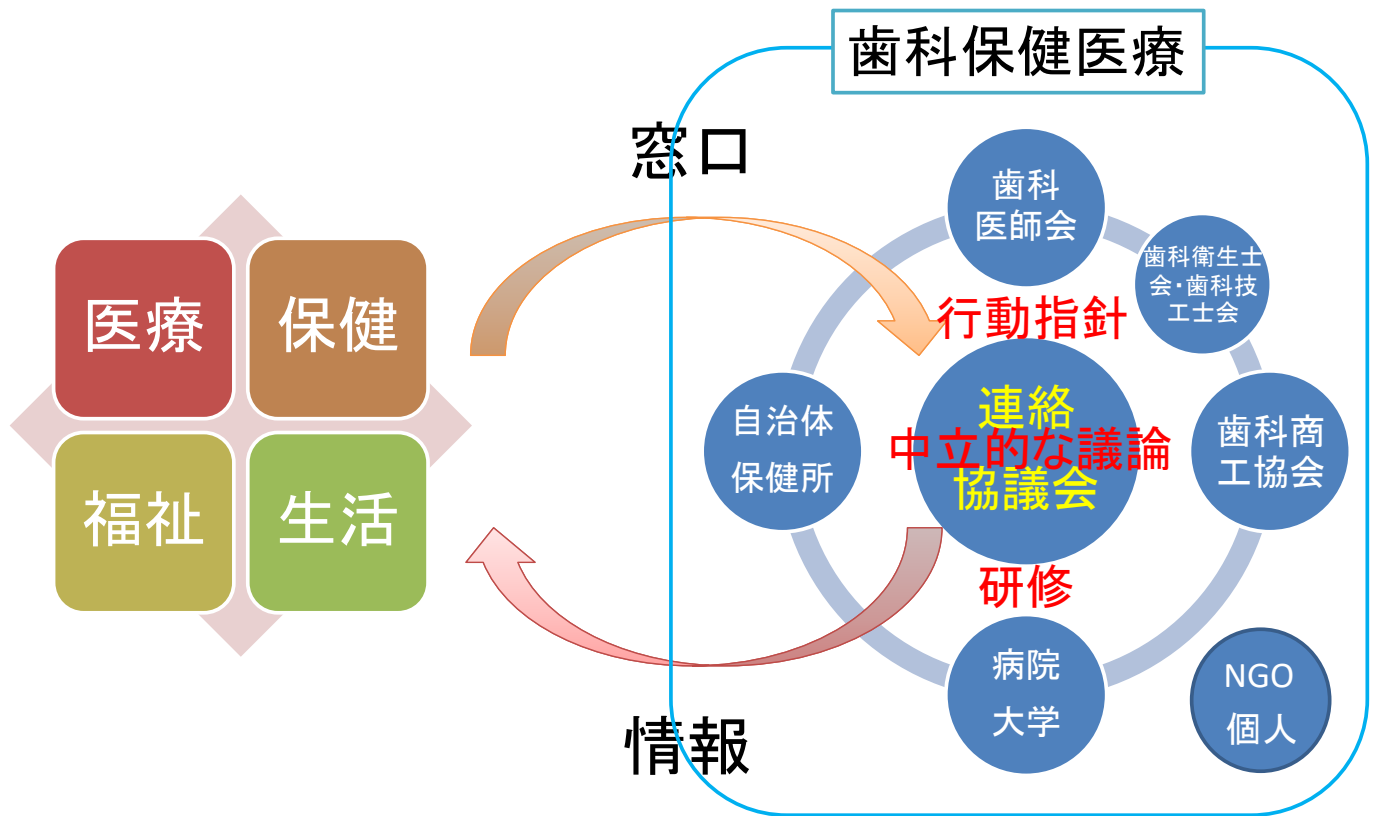 歯科保健医療
窓口
医療
保健
福祉
生活
歯科
医師会
歯科衛生士
会・歯科技
工士会
行動指針
自治体
保健所
連絡
中立的な議論
協議会
歯科商
工協会
研修
病院
大学
NGO
個人
情報